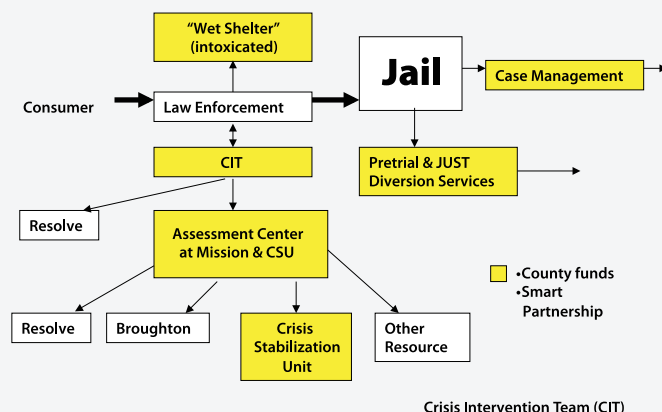 “Wet Shelter”
(intoxicated)
Jail
Case Management
Consumer
Law Enforcement
CIT
Pretrial & JUST
Diversion Services
Resolve
Assessment Center
at Mission & CSU
•County funds
•Smart
Partnership
Resolve
Broughton
Crisis
Stabilization
Unit
Other
Resource
Crisis Intervention Team (CIT)